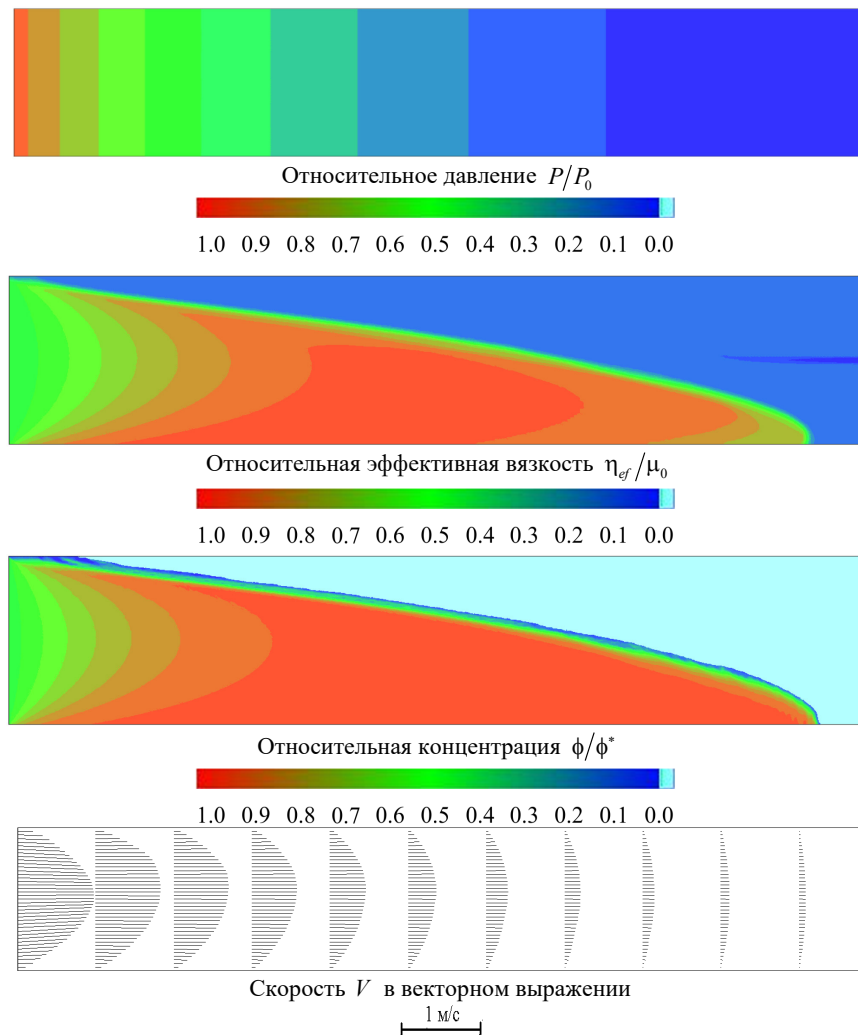 Относительное давление P/P₀
1.0 0.9 0.8 0.7 0.6 0.5 0.4 0.3 0.2 0.1 0.0
Относительная эффективная вязкость η_ef/μ₀
1.0 0.9 0.8 0.7 0.6 0.5 0.4 0.3 0.2 0.1 0.0
Относительная концентрация ϕ/ϕ*
1.0 0.9 0.8 0.7 0.6 0.5 0.4 0.3 0.2 0.1 0.0
Скорость V в векторном выражении
1 м/с